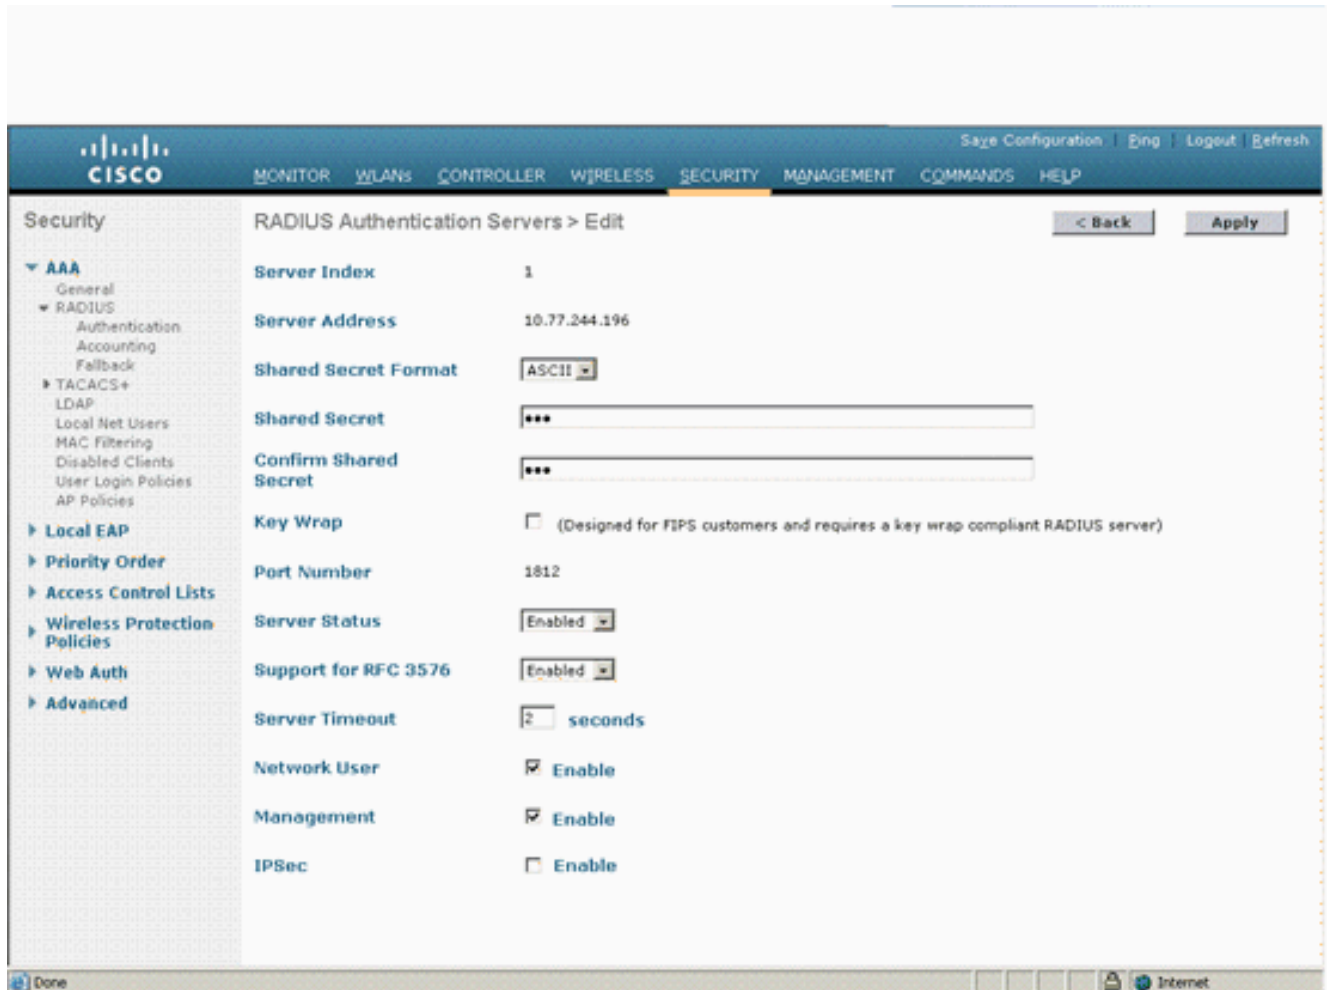 Save Configuration | Ping | Logout | Refresh
CISCO
MONITOR WLANs CONTROLLER WIRELESS SECURITY MANAGEMENT COMMANDS HELP
Security
AAA
General
RADIUS
Authentication
Accounting
Fallback
TACACS+
LDAP
Local Net Users
MAC Filtering
Disabled Clients
User Login Policies
AP Policies
Local EAP
Priority Order
Access Control Lists
Wireless Protection
Policies
Web Auth
Advanced
RADIUS Authentication Servers > Edit
< Back
Apply
Server Index 1
Server Address 10.77.244.196
Shared Secret Format ASCII
Shared Secret •••
Confirm Shared
Secret •••
Key Wrap (Designed for FIPS customers and requires a key wrap compliant RADIUS server)
Port Number 1812
Server Status Enabled
Support for RFC 3576 Enabled
Server Timeout 2 seconds
Network User Enable
Management Enable
IPSec Enable
Done
Internet